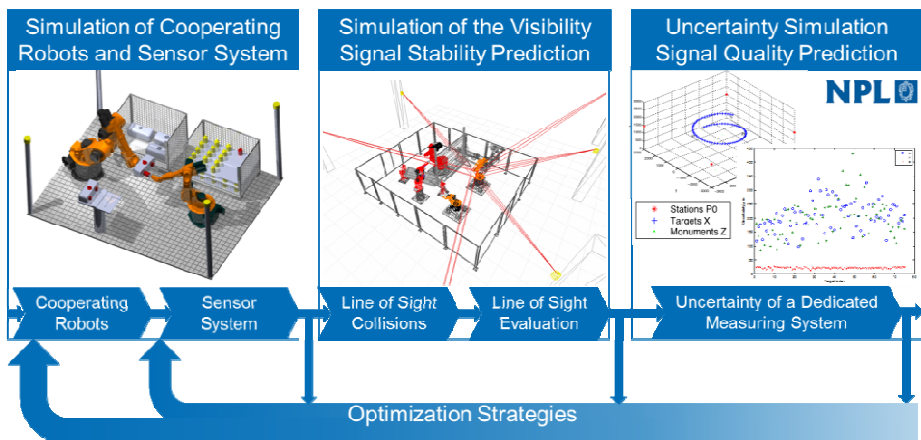 Simulation of Cooperating
Robots and Sensor System
Simulation of the Visibility
Signal Stability Prediction
Uncertainty Simulation
Signal Quality Prediction
NPL
Stations P0
Targets X
Monuments Z
Cooperating
Robots
Sensor
System
Line of Sight
Collisions
Line of Sight
Evaluation
Uncertainty of a Dedicated
Measuring System
Optimization Strategies